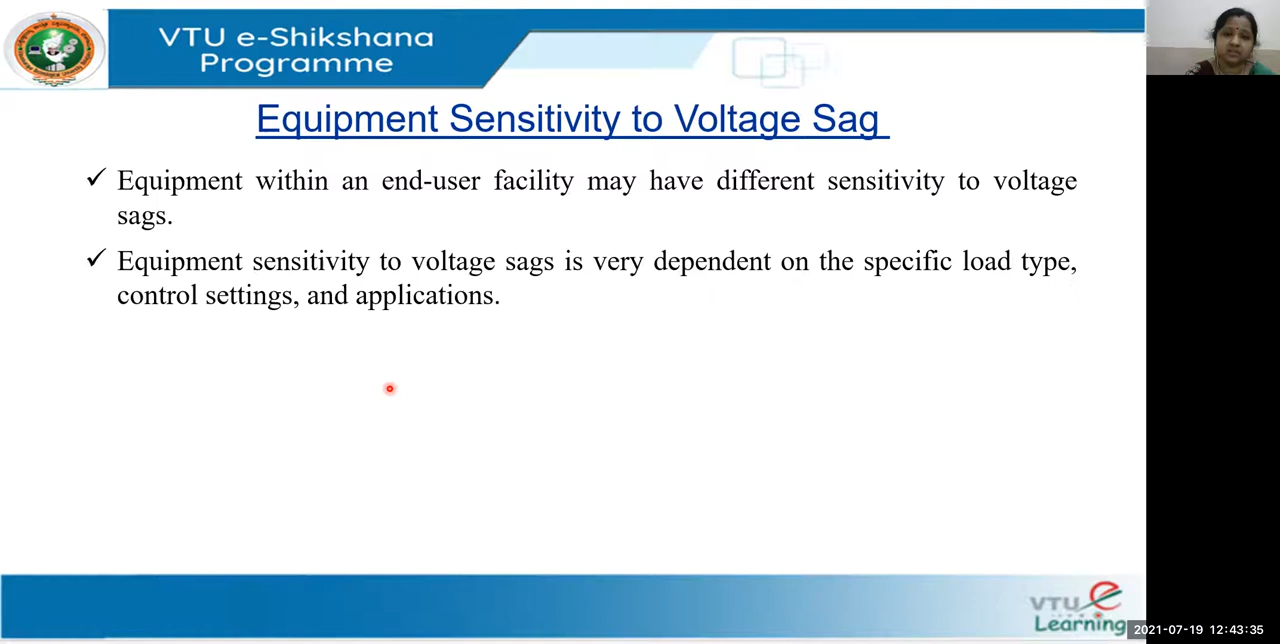 VTU e-Shikshana
Programme
Equipment Sensitivity to Voltage Sag
✓ Equipment within an end-user facility may have different sensitivity to voltage
sags.
✓ Equipment sensitivity to voltage sags is very dependent on the specific load type,
control settings, and applications.
VTU e
Learning
2021-07-19 12:43:35